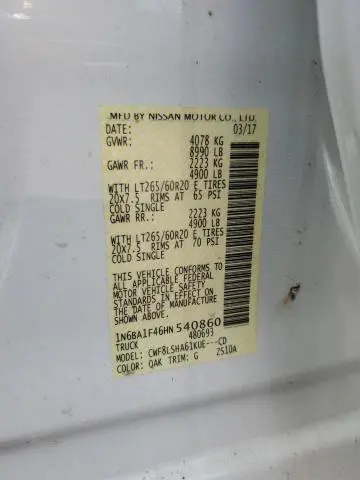 MFD BY NISSAN MOTOR CO., LTD.
DATE: 03/17
GVWR: 4078 KG
8990 LB
GAWR FR.: 2223 KG
4900 LB
WITH LT265/60R20 E TIRES
20X7.5 RIMS AT 65 PSI
COLD SINGLE
GAWR RR.: 2223 KG
4900 LB
WITH LT265/60R20 E TIRES
20X7.5 RIMS AT 70 PSI
COLD SINGLE
THIS VEHICLE CONFORMS TO
ALL APPLICABLE FEDERAL
MOTOR VEHICLE SAFETY
STANDARDS IN EFFECT ON
THE DATE OF MANUFACTURE
1N6BA1F46HN540860
TRUCK 480693
MODEL: CWF8LSHA61KUE---CD
COLOR: QAK TRIM: G 2510A